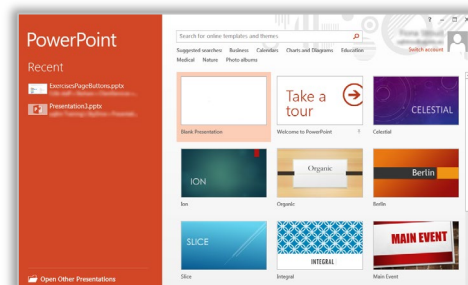 PowerPoint
Recent
ExercisesPageButtons.pptx
Presentation3.pptx
Open Other Presentations
Search for online templates and themes
Suggested searches: Business Calendars Charts and Diagrams Education
Medical Nature Photo albums
Switch account
Blank Presentation
Take a
tour
Welcome to PowerPoint
CELESTIAL
Celestial
ION
Ion
Organic
Organic
Berlin
Berlin
SLICE
Slice
INTEGRAL
Integral
MAIN EVENT
Main Event